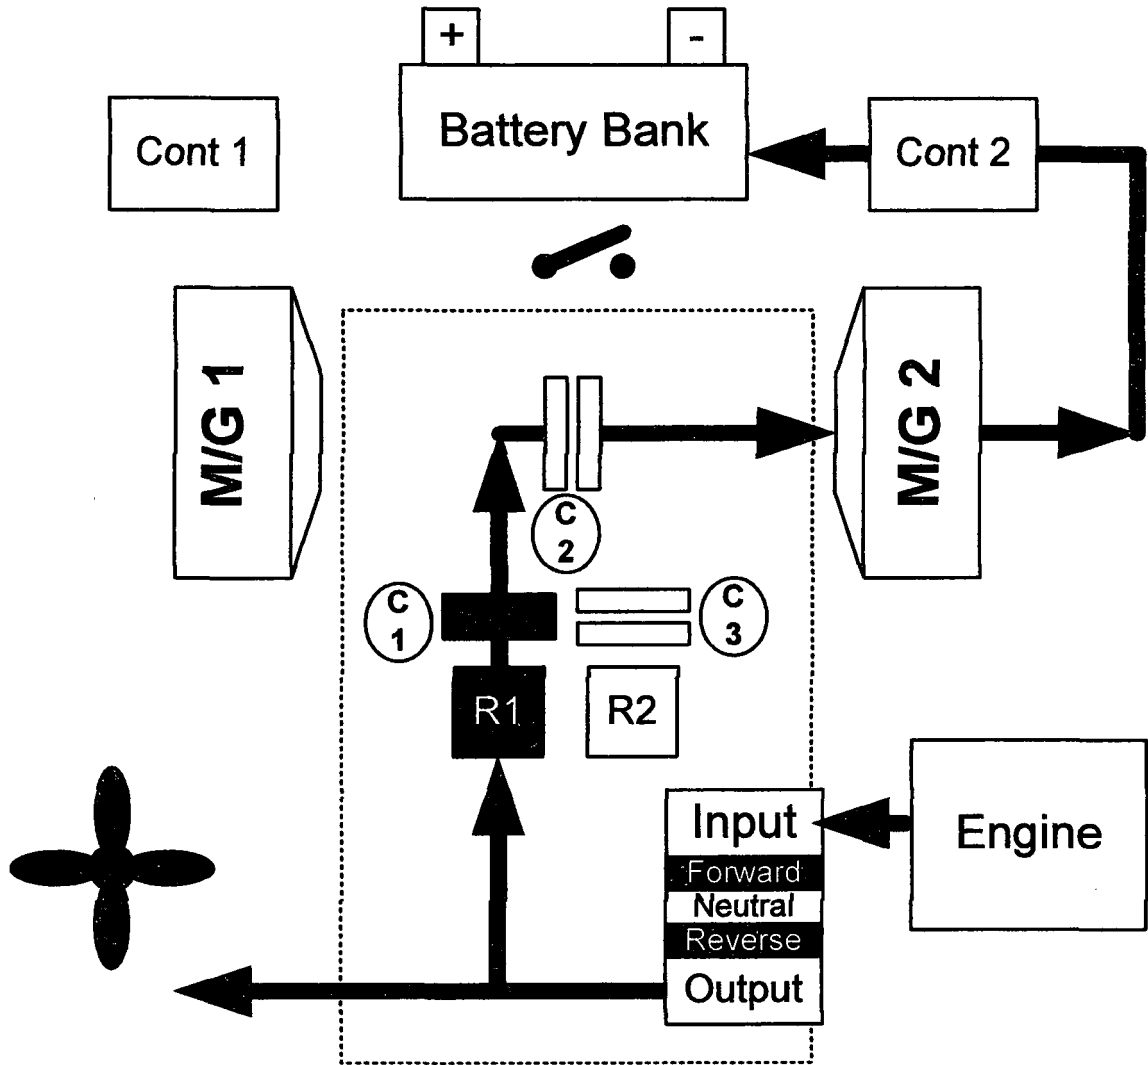 +
-
Battery Bank
Cont 1
Cont 2
M/G 1
M/G 2
C
2
C
1
C
3
R1
R2
Input
Forward
Neutral
Reverse
Output
Engine